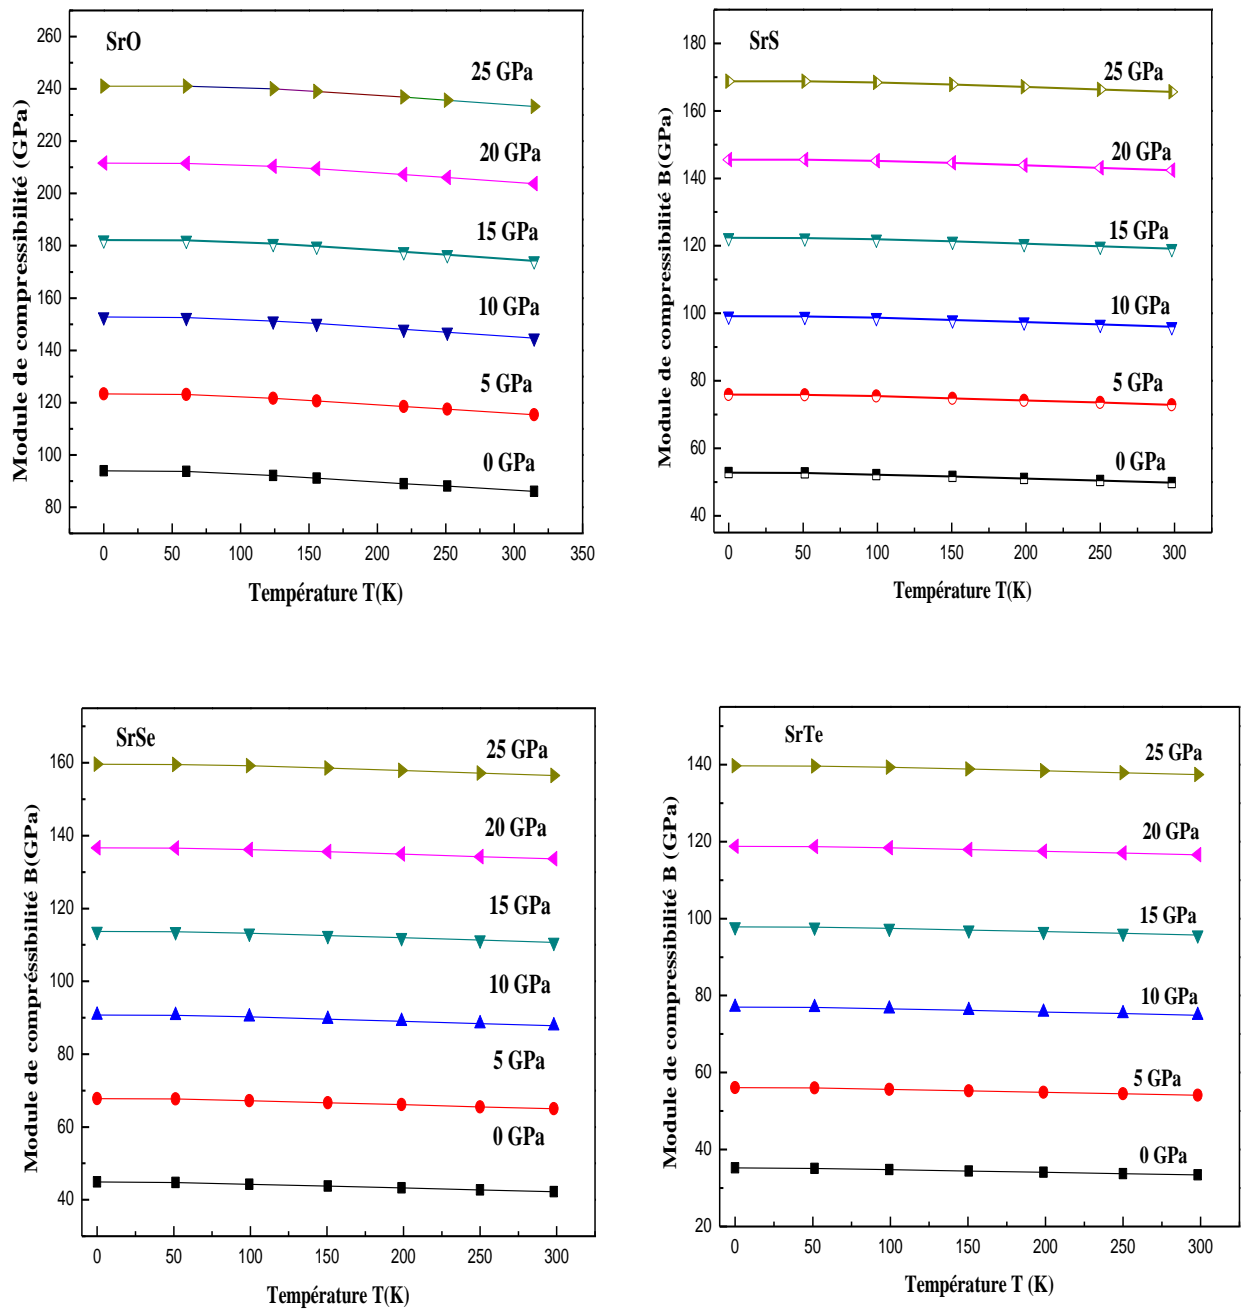 SrO
25 GPa
20 GPa
15 GPa
10 GPa
5 GPa
0 GPa
260
240
220
200
180
160
140
120
100
80
0 50 100 150 200 250 300 350
Module de compressibilité (GPa)
Température T(K)
SrS
25 GPa
20 GPa
15 GPa
10 GPa
5 GPa
0 GPa
180
160
140
120
100
80
60
40
0 50 100 150 200 250 300
Module de compressibilité B(GPa)
Température T(K)
SrSe
25 GPa
20 GPa
15 GPa
10 GPa
5 GPa
0 GPa
160
140
120
100
80
60
40
0 50 100 150 200 250 300
Module de compréssibilité B(GPa)
Température T(K)
SrTe
25 GPa
20 GPa
15 GPa
10 GPa
5 GPa
0 GPa
140
120
100
80
60
40
20
0 50 100 150 200 250 300
Module de compressibilité B (GPa)
Température T (K)